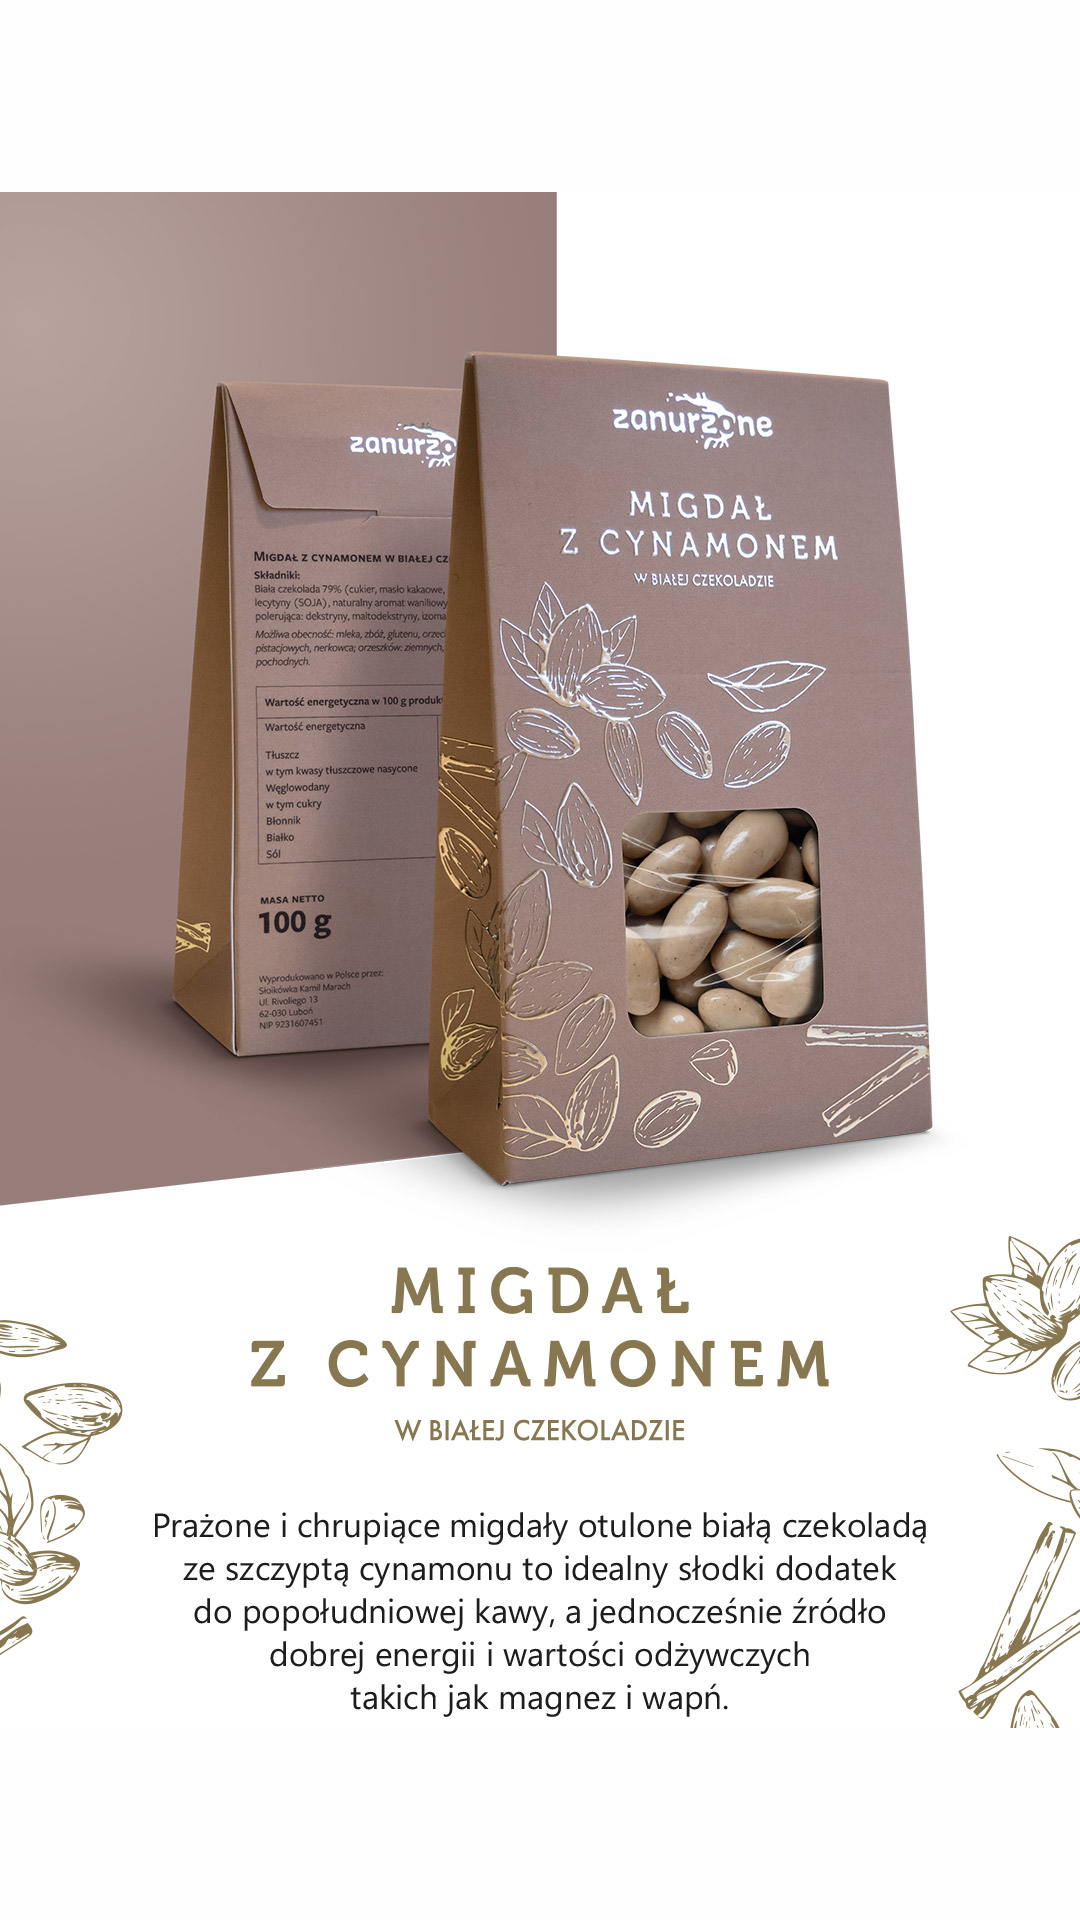 zanurzone
MIGDAŁ
Z CYNAMONEM
W BIAŁEJ CZEKOLADZIE
MIGDAŁ Z CYNAMONEM W BIAŁEJ
Składniki:
Biała czekolada 79% (cukier, masło kakaowe,
lecytyny (SOJA), naturalny aromat waniliowy
polerująca: dekstryny, maltodekstryny,
Możliwa obecność: mleka, zbóż, glutenu,
pistacjowych, nerkowca; orzeszków: ziemnych,
pochodnych.
Wartość energetyczna w 100 g
Wartość energetyczna
Tłuszcz
w tym kwasy tłuszczowe nasycone
Węglowodany
w tym cukry
Błonnik
Białko
Sól
MASA NETTO
100 g
Wyprodukowano w Polsce przez:
Słoikówka Kamil Marach
Ul. Rivoliego 13
62-030 Luboń
NIP 9231607451
MIGDAŁ
Z CYNAMONEM
W BIAŁEJ CZEKOLADZIE
Prażone i chrupiące migdały otulone białą czekoladą
ze szczyptą cynamonu to idealny słodki dodatek
do popołudniowej kawy, a jednocześnie źródło
dobrej energii i wartości odżywczych
takich jak magnez i wapń.